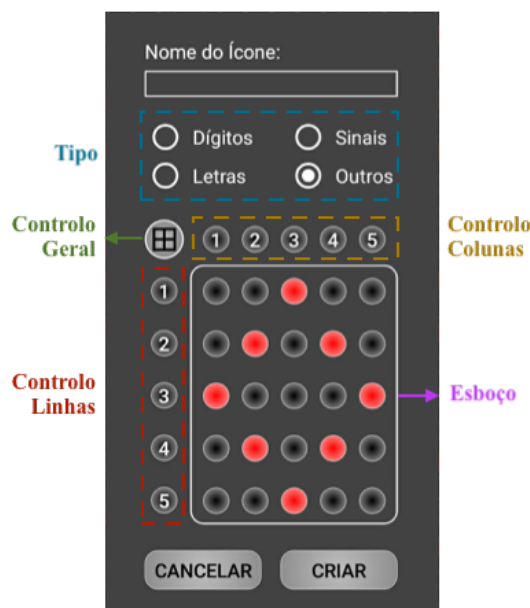 Nome do Ícone:
Tipo
Dígitos
Sinais
Letras
Outros
Controlo
Geral
1 2 3 4 5
Controlo
Colunas
1
2
Controlo
Linhas
3
Esboço
4
5
CANCELAR
CRIAR